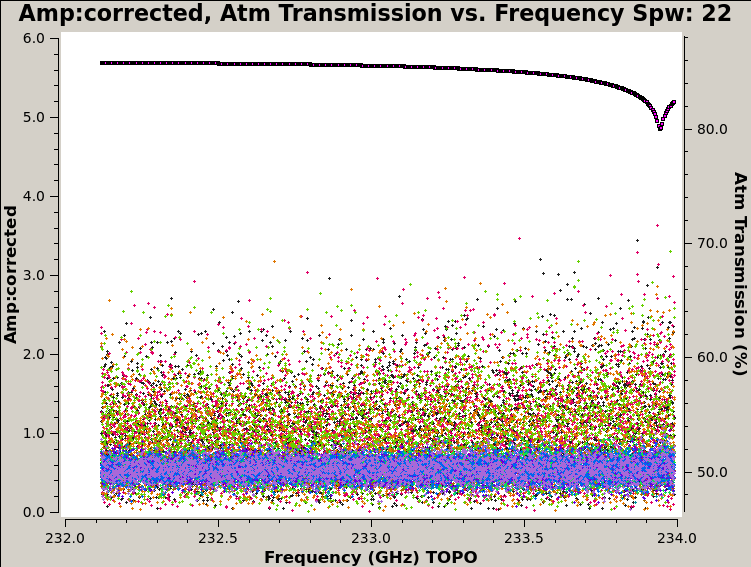 Amp:corrected, Atm Transmission vs. Frequency Spw: 22
6.0
5.0
4.0
3.0
2.0
1.0
0.0
Amp:corrected
80.0
70.0
60.0
50.0
Atm Transmission (%)
232.0 232.5 233.0 233.5 234.0
Frequency (GHz) TOPO